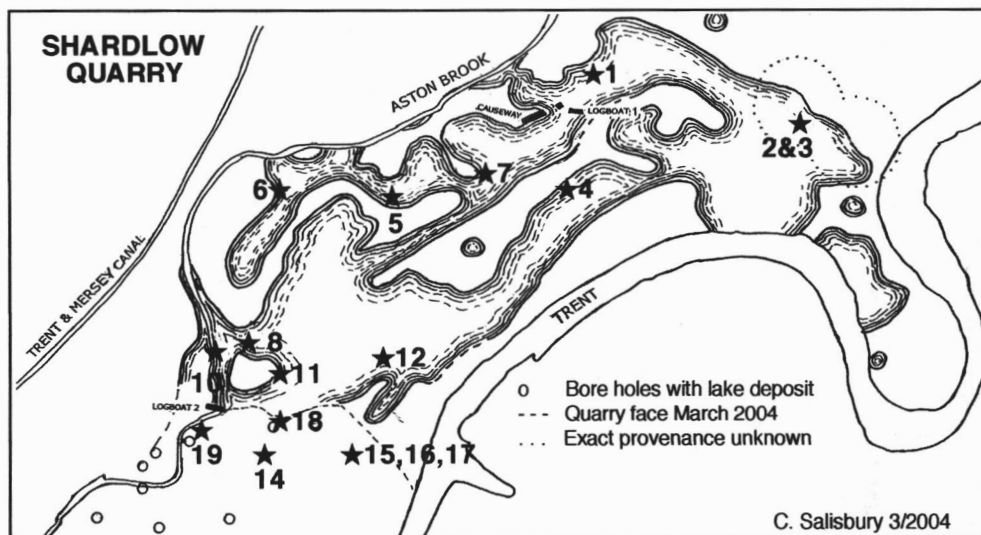 SHARDLOW
QUARRY
ASTON BROOK
1
CAUSEWAY
LOGBOAT 1
2&3
7
4
6
5
TRENT & MERSEY CANAL
TRENT
8
12
10
11
LOGBOAT 2
18
19
14
15,16,17
Bore holes with lake deposit
Quarry face March 2004
Exact provenance unknown
C. Salisbury 3/2004